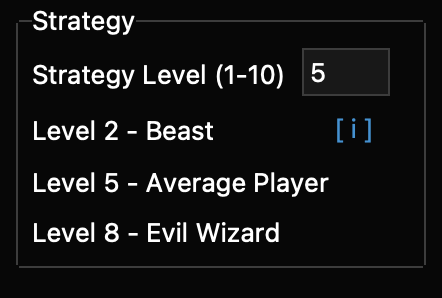 Strategy
Strategy Level (1-10) 5
Level 2 - Beast [ i ]
Level 5 - Average Player
Level 8 - Evil Wizard